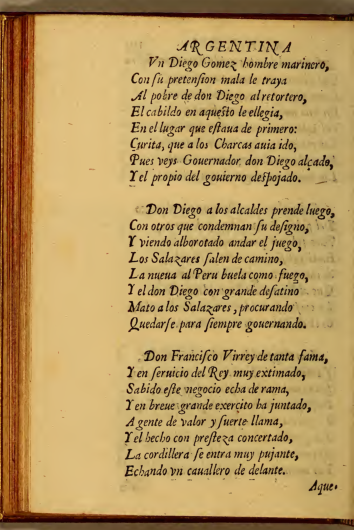 ARGENTINA
Vn Diego Gomez hombre marinero,
Con su pretension mala le traya
Al pobre de don Diego al retortero,
El cabildo en aquesto le ellegia,
En el lugar que estaua de primero:
Çurita, que a los Charcas auia ido,
Pues veys Gouernador don Diego alçado,
Y el propio del gouierno despojado.
Don Diego a los alcaldes prende luego,
Con otros que condemnan su designo,
Y viendo alborotado andar el juego,
Los Salazares salen de camino,
La nueua al Peru buela como fuego,
Y el don Diego con grande desatino
Mato a los Salazares, procurando
Quedarse para siempre gouernando.
Don Francisco Virrey de tanta fama,
Y en seruicio del Rey muy extimado,
Sabido este negocio echa de rama,
Y en breue grande exerçito ha juntado,
A gente de valor y suerte llama,
Y el hecho con presteza concertado,
La cordillera se entra muy pujante,
Echando vn cauallero de delante.
Aque-